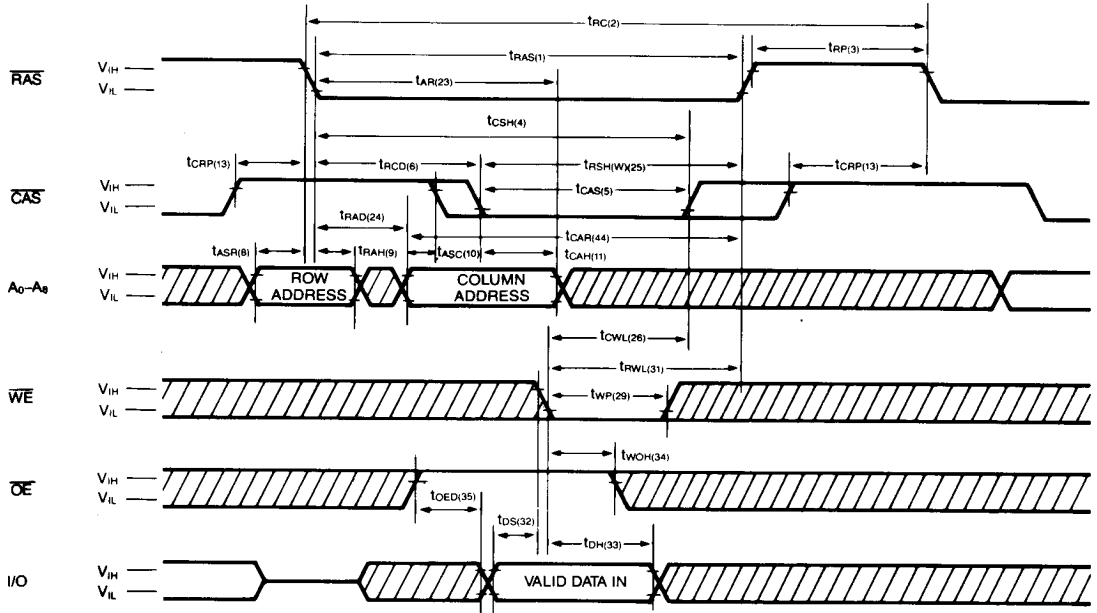 tRC(2)
tRAS(1)
tRP(3)
RAS
VIH
VIL
tAR(23)
tCSH(4)
tCRP(13)
tRCD(6)
tRSH(W)(25)
tCRP(13)
CAS
VIH
VIL
tCAS(5)
tRAD(24)
tCAR(44)
tASR(8)
tRAH(9)
tASC(10)
tCAH(11)
A0–A8
VIH
VIL
ROW
ADDRESS
COLUMN
ADDRESS
tCWL(26)
tRWL(31)
WE
VIH
VIL
tWP(29)
tWOH(34)
OE
VIH
VIL
tOED(35)
tDS(32)
tDH(33)
I/O
VIH
VIL
VALID DATA IN